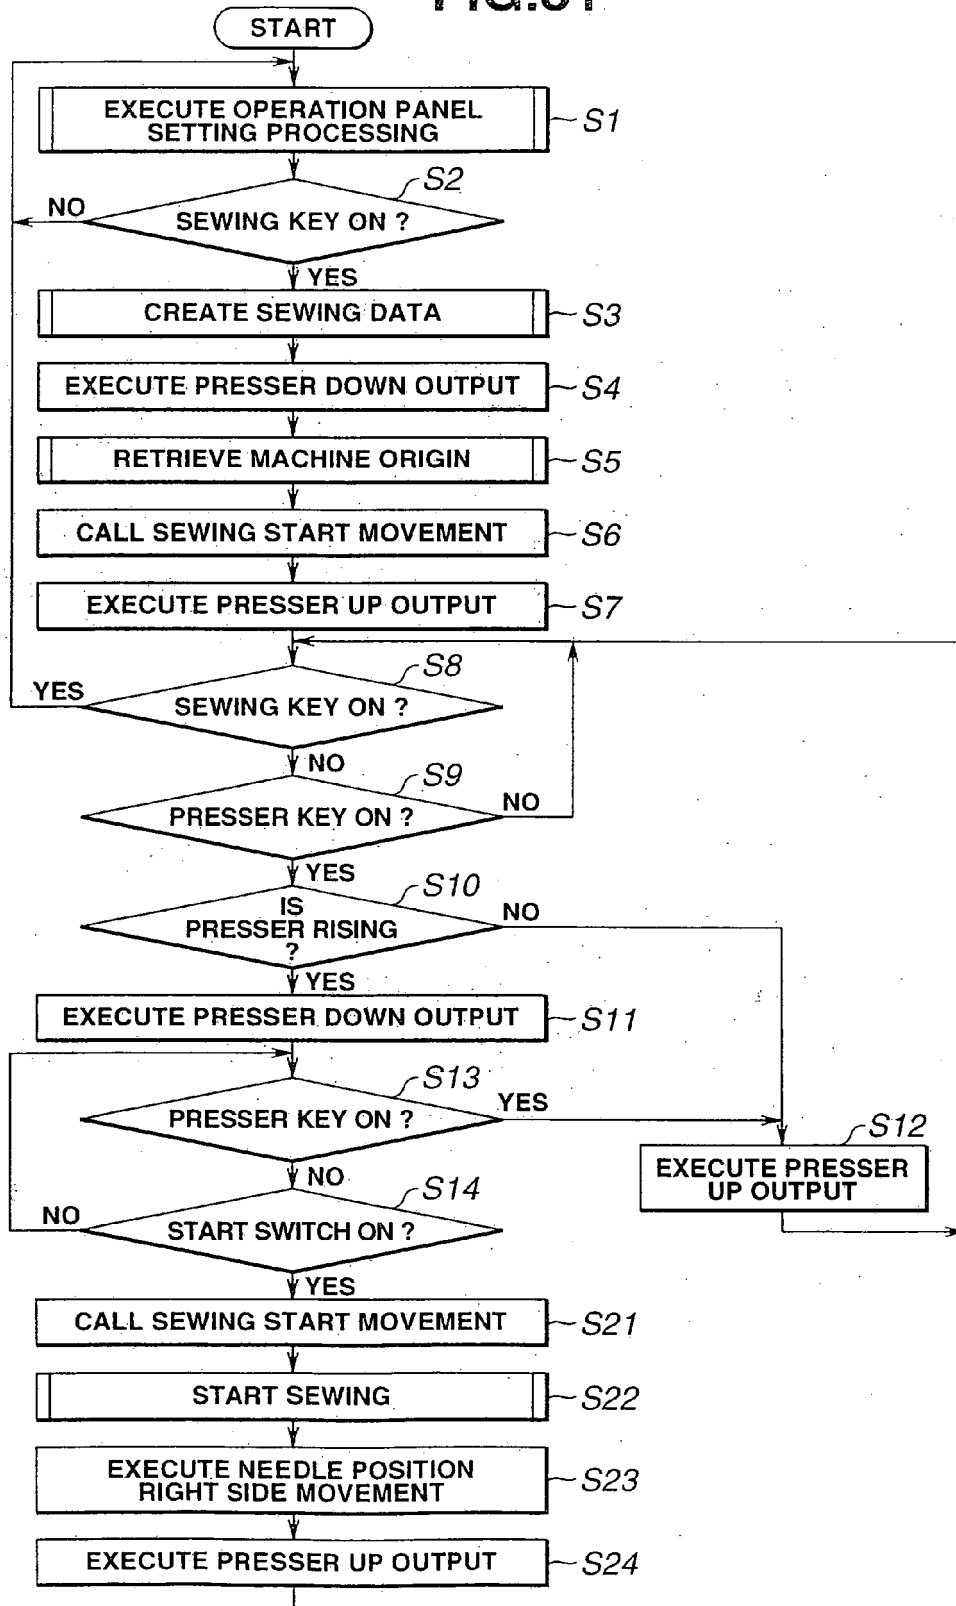 START
EXECUTE OPERATION PANEL
SETTING PROCESSING
S1
S2
SEWING KEY ON ?
NO
YES
CREATE SEWING DATA
S3
EXECUTE PRESSER DOWN OUTPUT
S4
RETRIEVE MACHINE ORIGIN
S5
CALL SEWING START MOVEMENT
S6
EXECUTE PRESSER UP OUTPUT
S7
S8
YES
SEWING KEY ON ?
NO
S9
PRESSER KEY ON ?
NO
YES
S10
IS
PRESSER RISING
?
NO
YES
EXECUTE PRESSER DOWN OUTPUT
S11
S13
PRESSER KEY ON ?
YES
S12
EXECUTE PRESSER
UP OUTPUT
NO
S14
NO
START SWITCH ON ?
YES
CALL SEWING START MOVEMENT
S21
START SEWING
S22
EXECUTE NEEDLE POSITION
RIGHT SIDE MOVEMENT
S23
EXECUTE PRESSER UP OUTPUT
S24